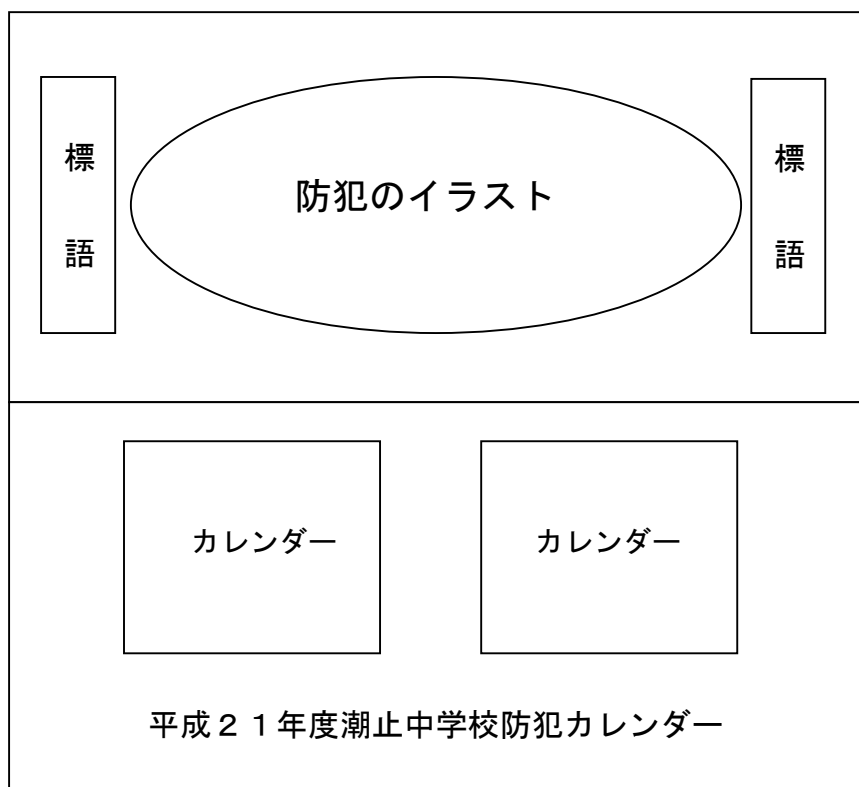 標語
防犯のイラスト
標語
カレンダー
カレンダー
平成２１年度潮止中学校防犯カレンダー